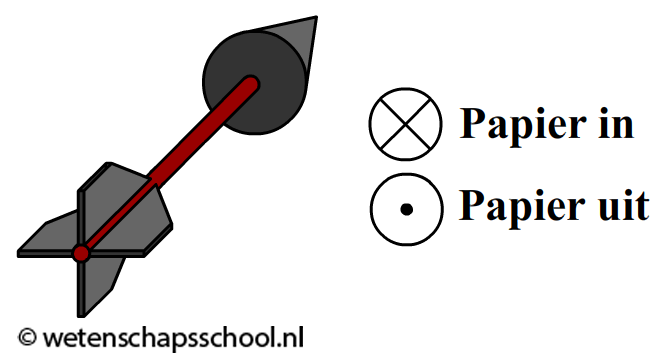 Papier in
Papier uit
© wetenschapsschool.nl